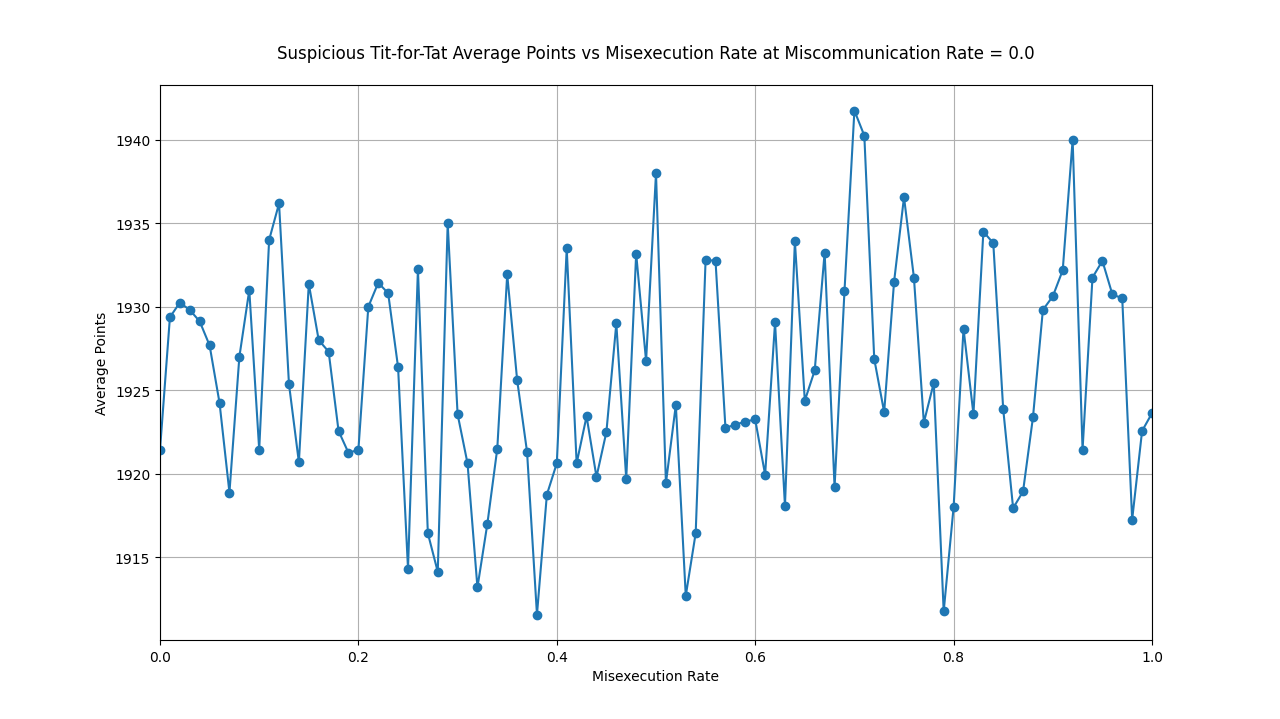 Suspicious Tit-for-Tat Average Points vs Misexecution Rate at Miscommunication Rate = 0.0
1940
1935
1930
1925
1920
1915
Average Points
0.0 0.2 0.4 0.6 0.8 1.0
Misexecution Rate